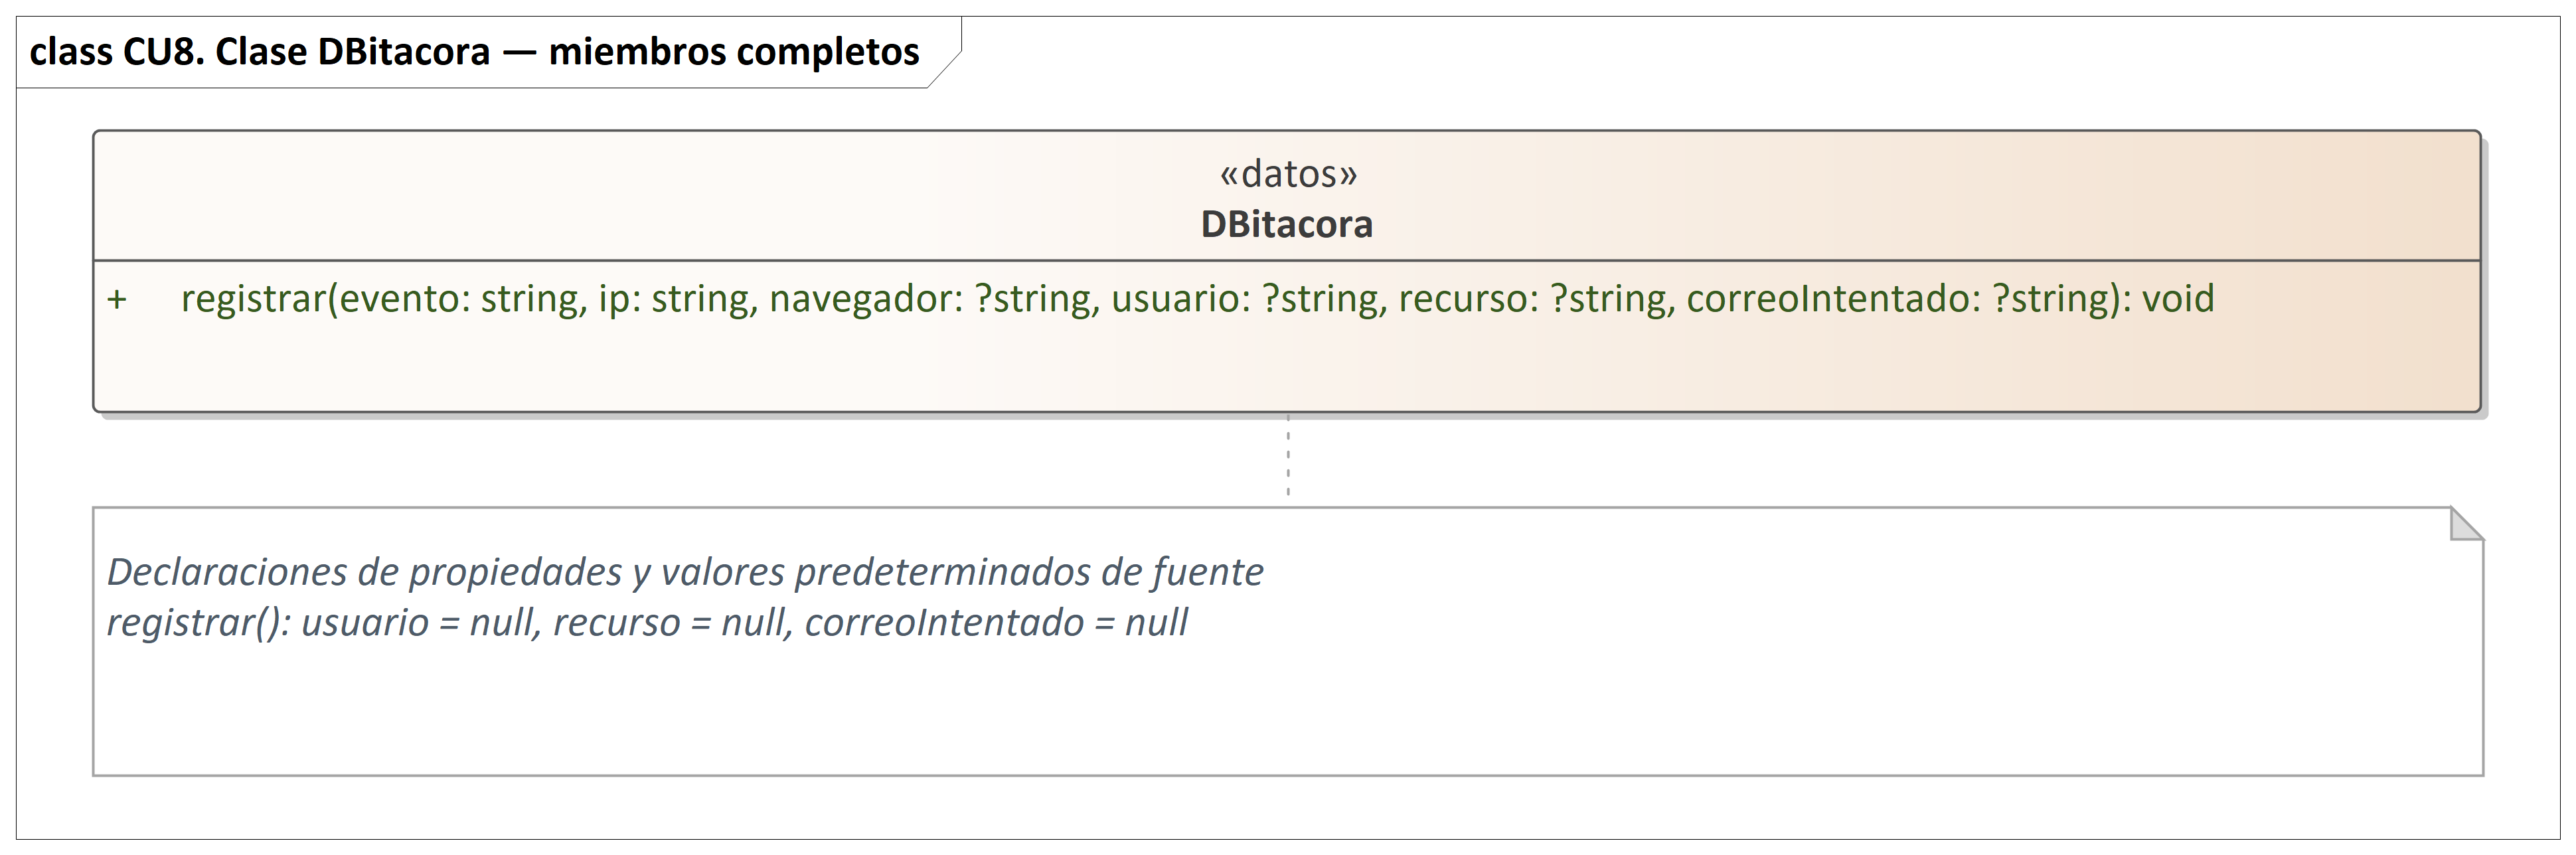 class CU8. Clase DBitacora — miembros completos
«datos»
DBitacora
+ registrar(evento: string, ip: string, navegador: ?string, usuario: ?string, recurso: ?string, correoIntentado: ?string): void
Declaraciones de propiedades y valores predeterminados de fuente
registrar(): usuario = null, recurso = null, correoIntentado = null